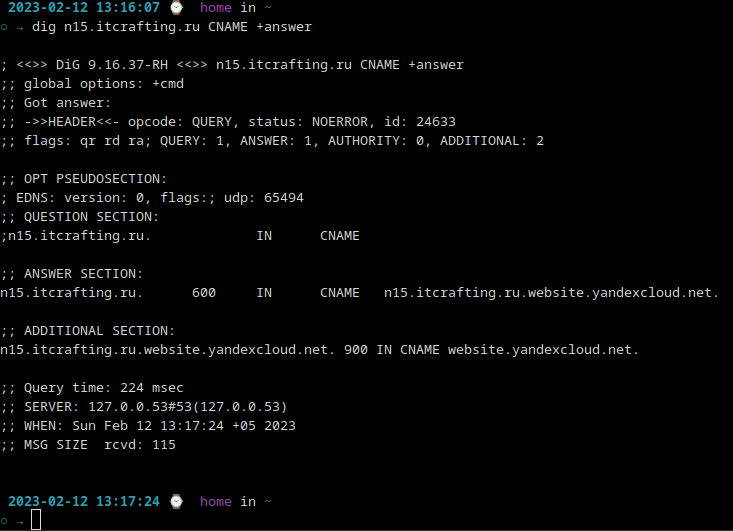 2023-02-12 13:16:07 ⌚ home in ~
○ → dig n15.itcrafting.ru CNAME +answer
; <<>> DiG 9.16.37-RH <<>> n15.itcrafting.ru CNAME +answer
;; global options: +cmd
;; Got answer:
;; ->>HEADER<<- opcode: QUERY, status: NOERROR, id: 24633
;; flags: qr rd ra; QUERY: 1, ANSWER: 1, AUTHORITY: 0, ADDITIONAL: 2
;; OPT PSEUDOSECTION:
; EDNS: version: 0, flags:; udp: 65494
;; QUESTION SECTION:
;n15.itcrafting.ru. IN CNAME
;; ANSWER SECTION:
n15.itcrafting.ru. 600 IN CNAME n15.itcrafting.ru.website.yandexcloud.net.
;; ADDITIONAL SECTION:
n15.itcrafting.ru.website.yandexcloud.net. 900 IN CNAME website.yandexcloud.net.
;; Query time: 224 msec
;; SERVER: 127.0.0.53#53(127.0.0.53)
;; WHEN: Sun Feb 12 13:17:24 +05 2023
;; MSG SIZE rcvd: 115
2023-02-12 13:17:24 ⌚ home in ~
○ →